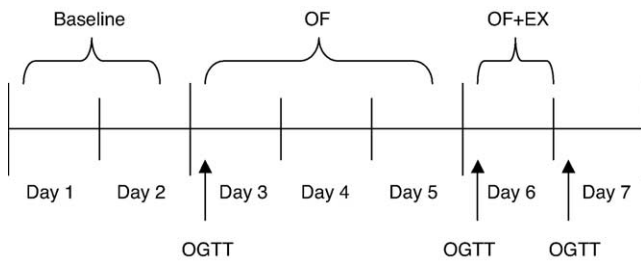 Baseline OF OF+EX
Day 1 Day 2 Day 3 Day 4 Day 5 Day 6 Day 7
OGTT OGTT OGTT